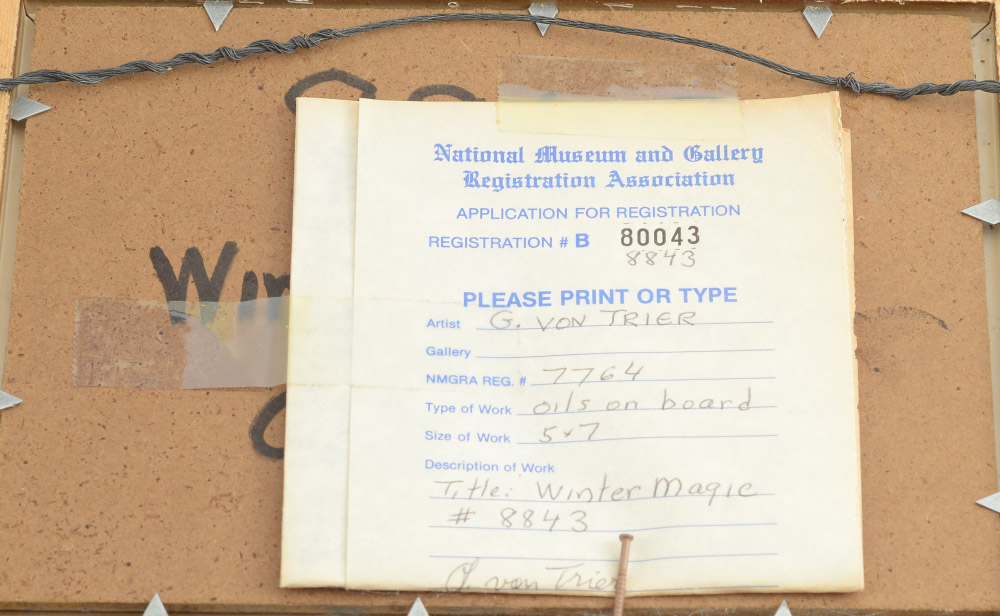 Win
National Museum and Gallery
Registration Association
APPLICATION FOR REGISTRATION
REGISTRATION # B 80043
8843
PLEASE PRINT OR TYPE
Artist G. VON TRIER
Gallery
NMGRA REG. # 7764
Type of Work oils on board
Size of Work 5x7
Description of Work
Title: Winter Magic
# 8843
G. von Trier